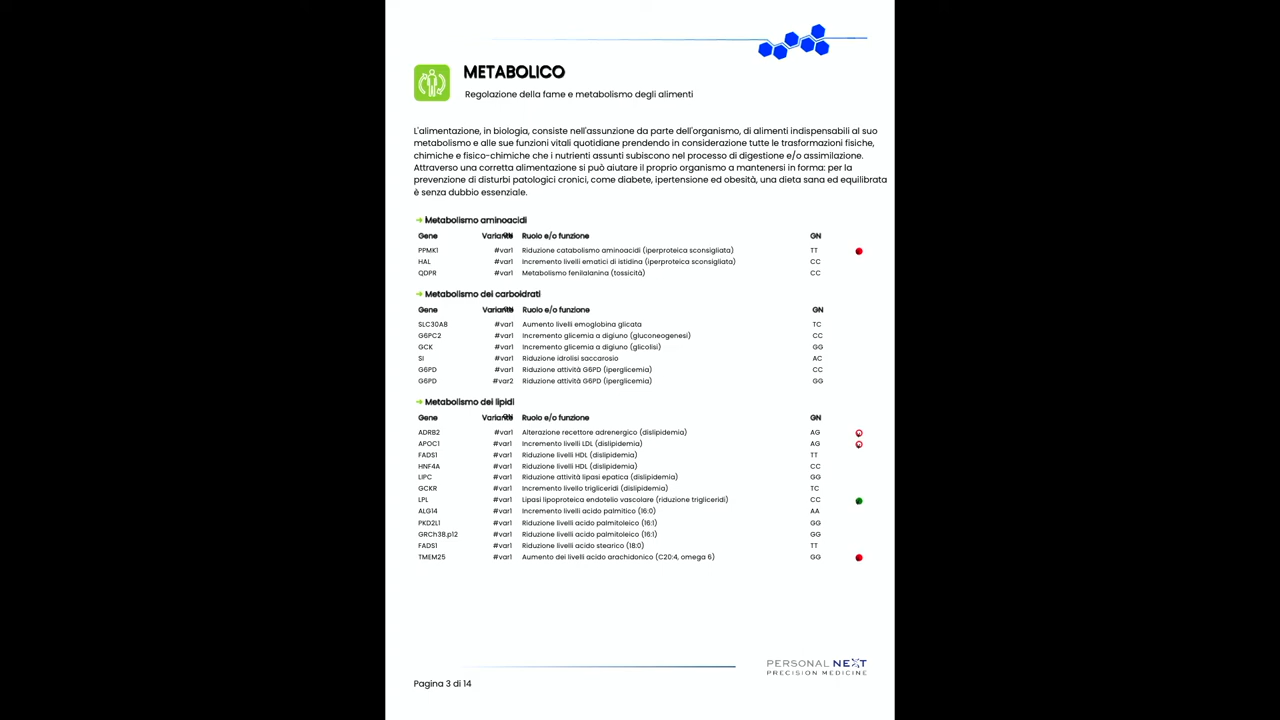 METABOLICO
Regolazione della fame e metabolismo degli alimenti
L'alimentazione, in biologia, consiste nell'assunzione da parte dell'organismo, di alimenti indispensabili al suo
metabolismo e alle sue funzioni vitali quotidiane prendendo in considerazione tutte le trasformazioni fisiche,
chimiche e fisico-chimiche che i nutrienti assunti subiscono nel processo di digestione e/o assimilazione.
Attraverso una corretta alimentazione si può aiutare il proprio organismo a mantenersi in forma: per la
prevenzione di disturbi patologici cronici, come diabete, ipertensione ed obesità, una dieta sana ed equilibrata
è senza dubbio essenziale.
→ Metabolismo aminoacidi
Gene Variante Ruolo e/o funzione GN
PPMK1 #var1 Riduzione catabolismo aminoacidi (iperproteica sconsigliata) TT
HAL #var1 Incremento livelli ematici di istidina (iperproteica sconsigliata) CC
QDPR #var1 Metabolismo fenilalanina (tossicità) CC
→ Metabolismo dei carboidrati
Gene Variante Ruolo e/o funzione GN
SLC30A8 #var1 Aumento livelli emoglobina glicata TC
G6PC2 #var1 Incremento glicemia a digiuno (gluconeogenesi) CC
GCK #var1 Incremento glicemia a digiuno (glicolisi) GG
SI #var1 Riduzione idrolisi saccarosio AC
G6PD #var1 Riduzione attività G6PD (iperglicemia) CC
G6PD #var2 Riduzione attività G6PD (iperglicemia) GG
→ Metabolismo dei lipidi
Gene Variante Ruolo e/o funzione GN
ADRB2 #var1 Alterazione recettore adrenergico (dislipidemia) AG
APOC1 #var1 Incremento livelli LDL (dislipidemia) AG
FADS1 #var1 Riduzione livelli HDL (dislipidemia) TT
HNF4A #var1 Riduzione livelli HDL (dislipidemia) CC
LIPC #var1 Riduzione attività lipasi epatica (dislipidemia) GG
GCKR #var1 Incremento livello trigliceridi (dislipidemia) TC
LPL #var1 Lipasi lipoproteica endotelio vascolare (riduzione trigliceridi) CC
ALG14 #var1 Incremento livelli acido palmitico (16:0) AA
PKD2L1 #var1 Riduzione livelli acido palmitoleico (16:1) GG
GRCh38.p12 #var1 Riduzione livelli acido palmitoleico (16:1) GG
FADS1 #var1 Riduzione livelli acido stearico (18:0) TT
TMEM25 #var1 Aumento dei livelli acido arachidonico (C20:4, omega 6) GG
PERSONAL NEXT
PRECISION MEDICINE
Pagina 3 di 14